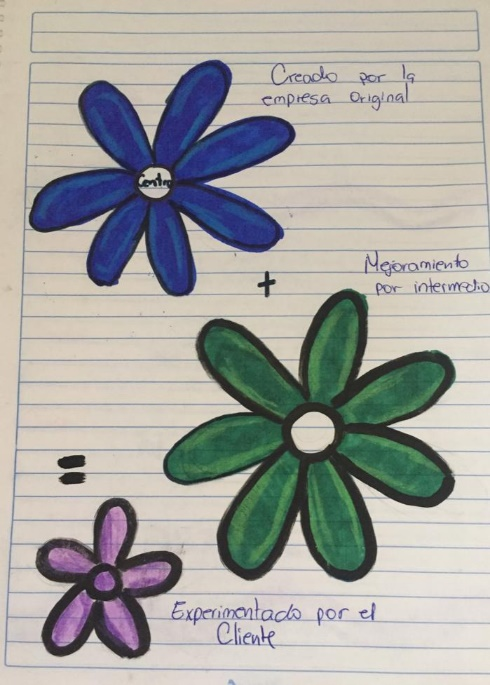 Creado por la
empresa Original
Centro
+
Mejoramiento
por intermedio
=
Experimentado por el
Cliente